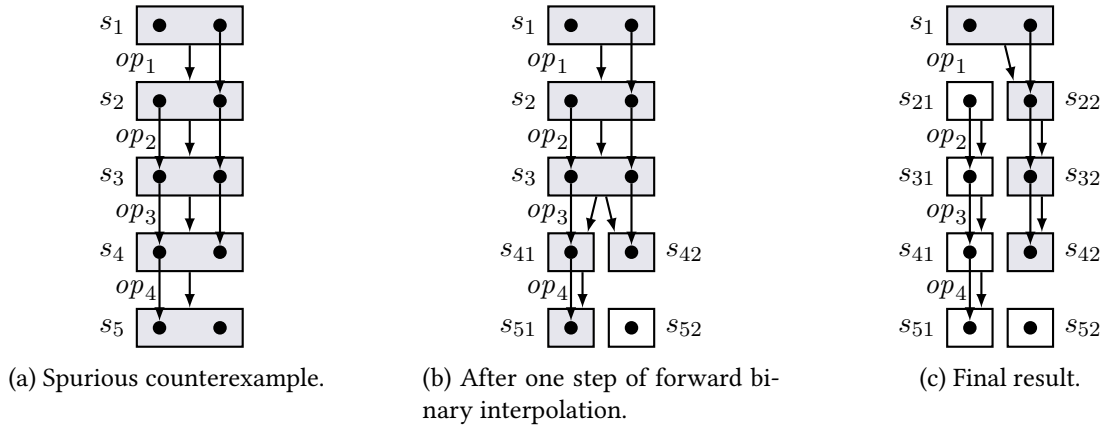 s₁ s₁ s₁
op₁ op₁ op₁
s₂ s₂ s₂₁ s₂₂
op₂ op₂ op₂
s₃ s₃ s₃₁ s₃₂
op₃ op₃ op₃
s₄ s₄₁ s₄₂ s₄₁ s₄₂
op₄ op₄ op₄
s₅ s₅₁ s₅₂ s₅₁ s₅₂
(a) Spurious counterexample.
(b) After one step of forward bi-
nary interpolation.
(c) Final result.